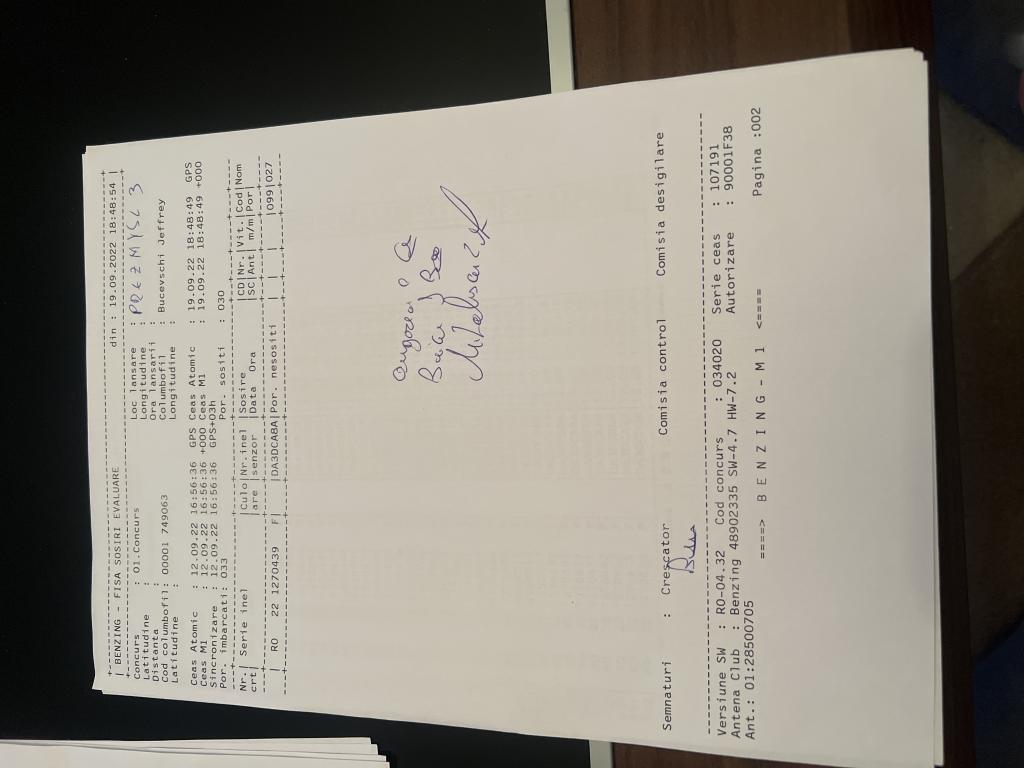 +---------------------------------------------------------------+
| BENZING - FISA SOSIRI EVALUARE din : 19.09.2022 18:48:54 |
+---------------------------------------------------------------+
Concurs : 01.Concurs Loc lansare : PRZEMYSL 3
Latitudine : Longitudine :
Distanta : Ora lansarii :
Cod columbofil: 00001 749063 Columbofil : Bucevschi Jeffrey
Latitudine : Longitudine :
Ceas Atomic : 12.09.22 16:56:36 GPS Ceas Atomic : 19.09.22 18:48:49 GPS
Ceas M1 : 12.09.22 16:56:36 +000 Ceas M1 : 19.09.22 18:48:49 +000
Sincronizare : 12.09.22 16:56:36 GPS+03h
Por. imbarcati: 033 Por. sositi : 030
Nr.| Serie inel |Culo|Nr.inel |Sosire |CD|Nr.|Vit.|Cod|Nom
crt| |are |senzor |Data Ora |SC|Ant| m/m|Por|
| RO 22 1270439 F| |DA3DCA8A|Por. nesositi | | | |099|027
Semnaturi : Crescator Comisia control Comisia desigilare
Versiune SW : RO-04.32 Cod concurs : 034020 Serie ceas : 107191
Antena Club : Benzing 48902335 SW-4.7 HW-7.2 Autorizare : 90001F38
Ant.: 01:28500705
====> B E N Z I N G - M 1 <==== Pagina :002